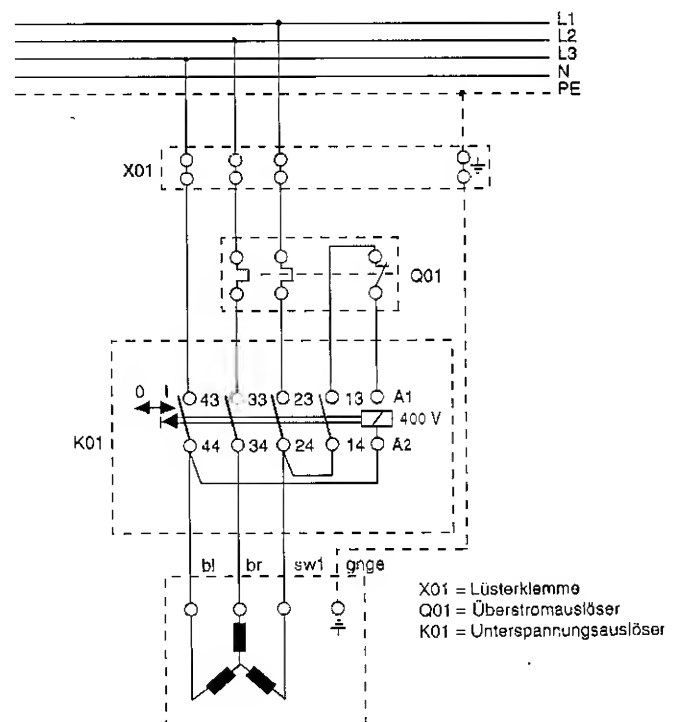 L1
L2
L3
N
PE
X01
Q01
0 I 43 33 23 13 A1
400 V
K01
44 34 24 14 A2
bl br sw1 gnge
X01 = Lüsterklemme
Q01 = Überstromauslöser
K01 = Unterspannungsauslöser